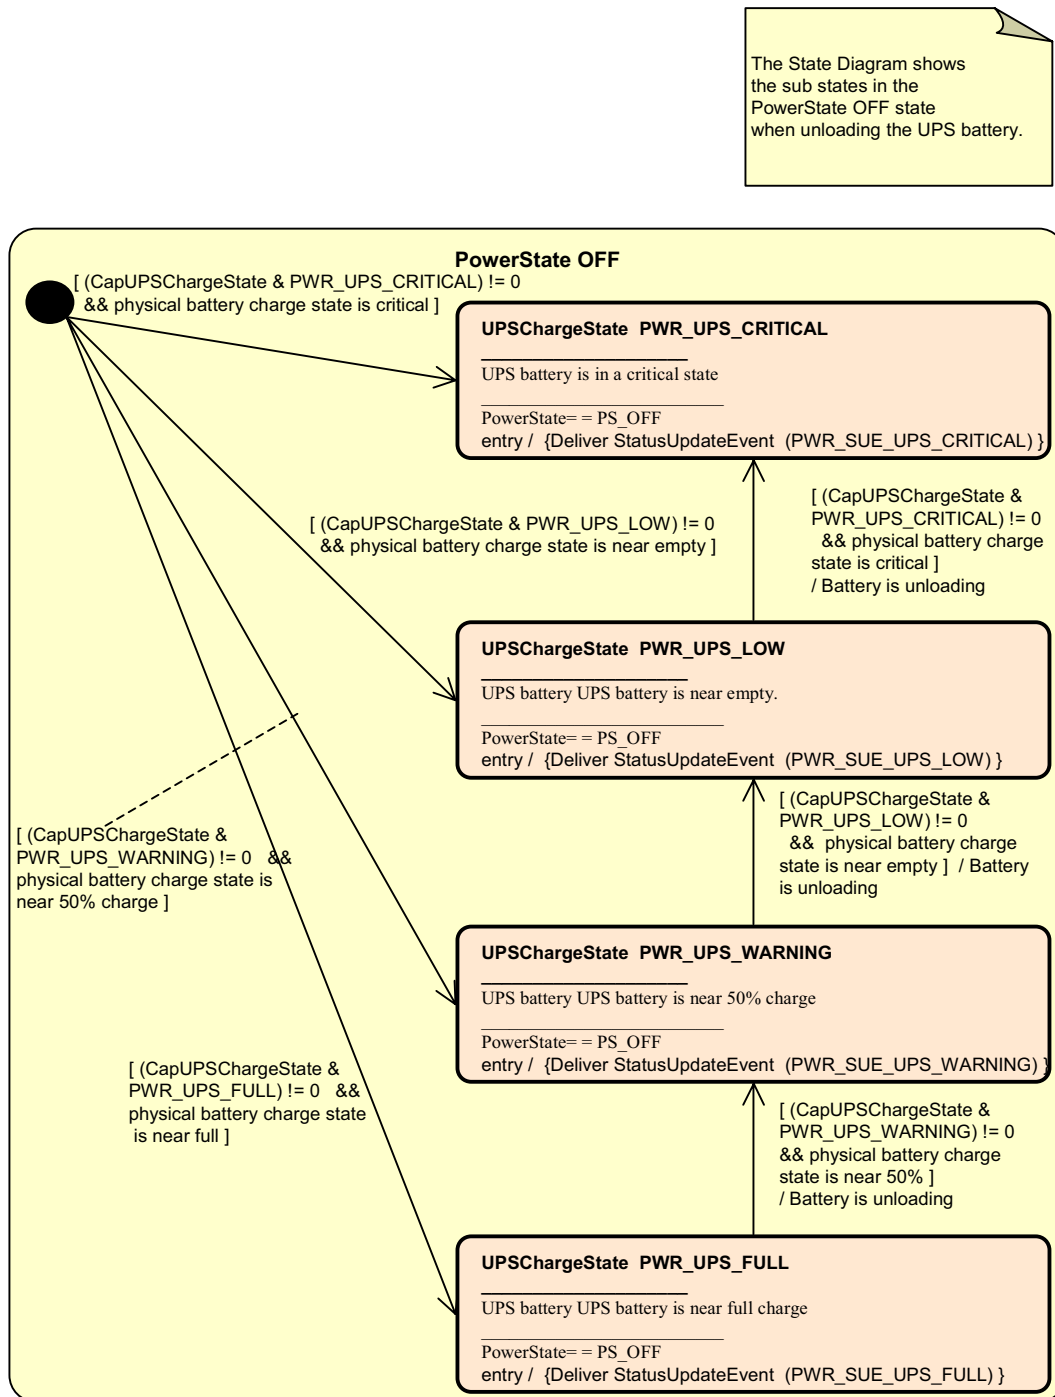 The State Diagram shows
the sub states in the
PowerState OFF state
when unloading the UPS battery.
PowerState OFF
[ (CapUPSChargeState & PWR_UPS_CRITICAL) != 0
&& physical battery charge state is critical ]
UPSChargeState PWR_UPS_CRITICAL
UPS battery is in a critical state
PowerState= = PS_OFF
entry / {Deliver StatusUpdateEvent (PWR_SUE_UPS_CRITICAL) }
[ (CapUPSChargeState & PWR_UPS_LOW) != 0
&& physical battery charge state is near empty ]
[ (CapUPSChargeState &
PWR_UPS_CRITICAL) != 0
&& physical battery charge
state is critical ]
/ Battery is unloading
UPSChargeState PWR_UPS_LOW
UPS battery UPS battery is near empty.
PowerState= = PS_OFF
entry / {Deliver StatusUpdateEvent (PWR_SUE_UPS_LOW) }
[ (CapUPSChargeState &
PWR_UPS_WARNING) != 0 &&
physical battery charge state is
near 50% charge ]
[ (CapUPSChargeState &
PWR_UPS_LOW) != 0
&& physical battery charge
state is near empty ] / Battery
is unloading
UPSChargeState PWR_UPS_WARNING
UPS battery UPS battery is near 50% charge
PowerState= = PS_OFF
entry / {Deliver StatusUpdateEvent (PWR_SUE_UPS_WARNING) }
[ (CapUPSChargeState &
PWR_UPS_FULL) != 0 &&
physical battery charge state
is near full ]
[ (CapUPSChargeState &
PWR_UPS_WARNING) != 0
&& physical battery charge
state is near 50% ]
/ Battery is unloading
UPSChargeState PWR_UPS_FULL
UPS battery UPS battery is near full charge
PowerState= = PS_OFF
entry / {Deliver StatusUpdateEvent (PWR_SUE_UPS_FULL) }